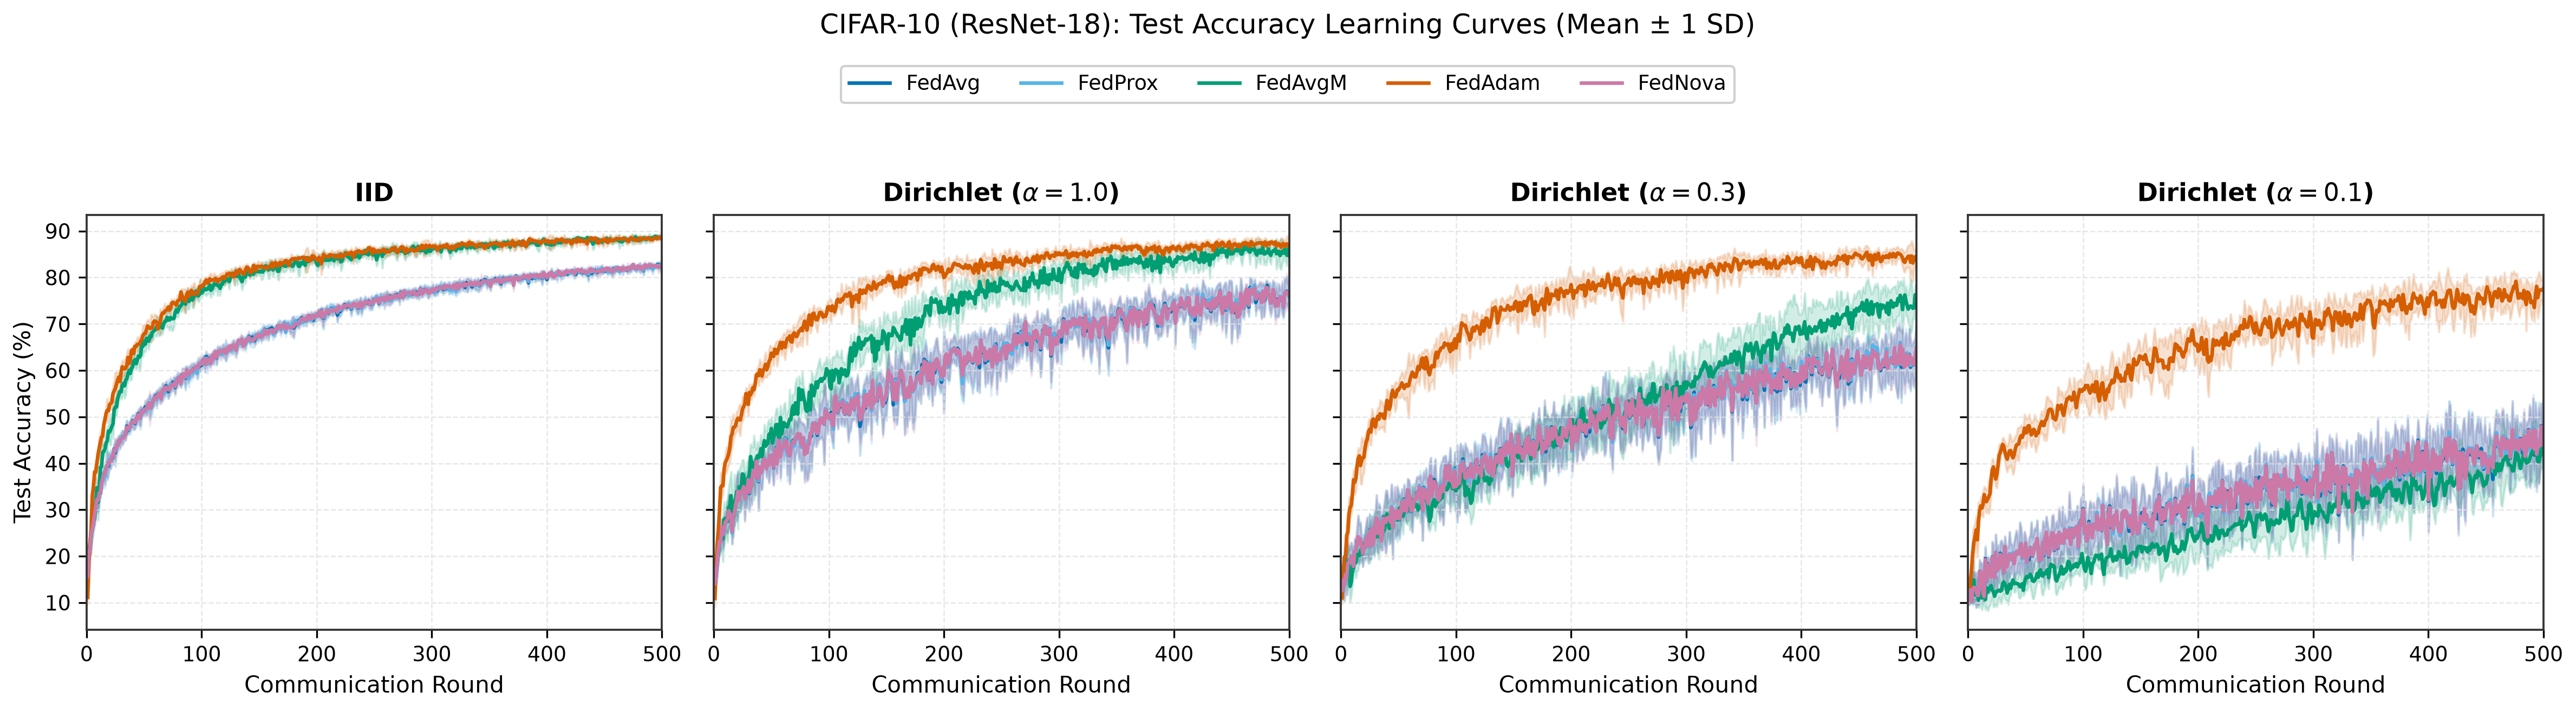 CIFAR-10 (ResNet-18): Test Accuracy Learning Curves (Mean ± 1 SD)
FedAvg FedProx FedAvgM FedAdam FedNova
IID
Dirichlet (α = 1.0)
Dirichlet (α = 0.3)
Dirichlet (α = 0.1)
Test Accuracy (%)
90
80
70
60
50
40
30
20
10
0 100 200 300 400 500
0 100 200 300 400 500
0 100 200 300 400 500
0 100 200 300 400 500
Communication Round
Communication Round
Communication Round
Communication Round